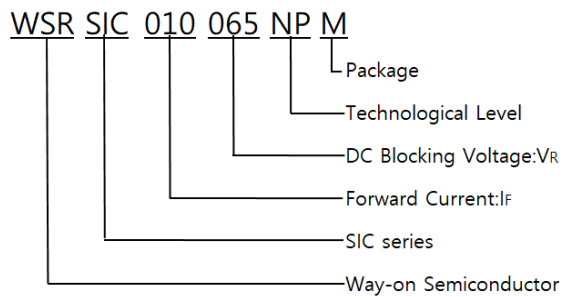 WSR SIC 010 065 NP M
Package
Technological Level
DC Blocking Voltage:VR
Forward Current:IF
SIC series
Way-on Semiconductor